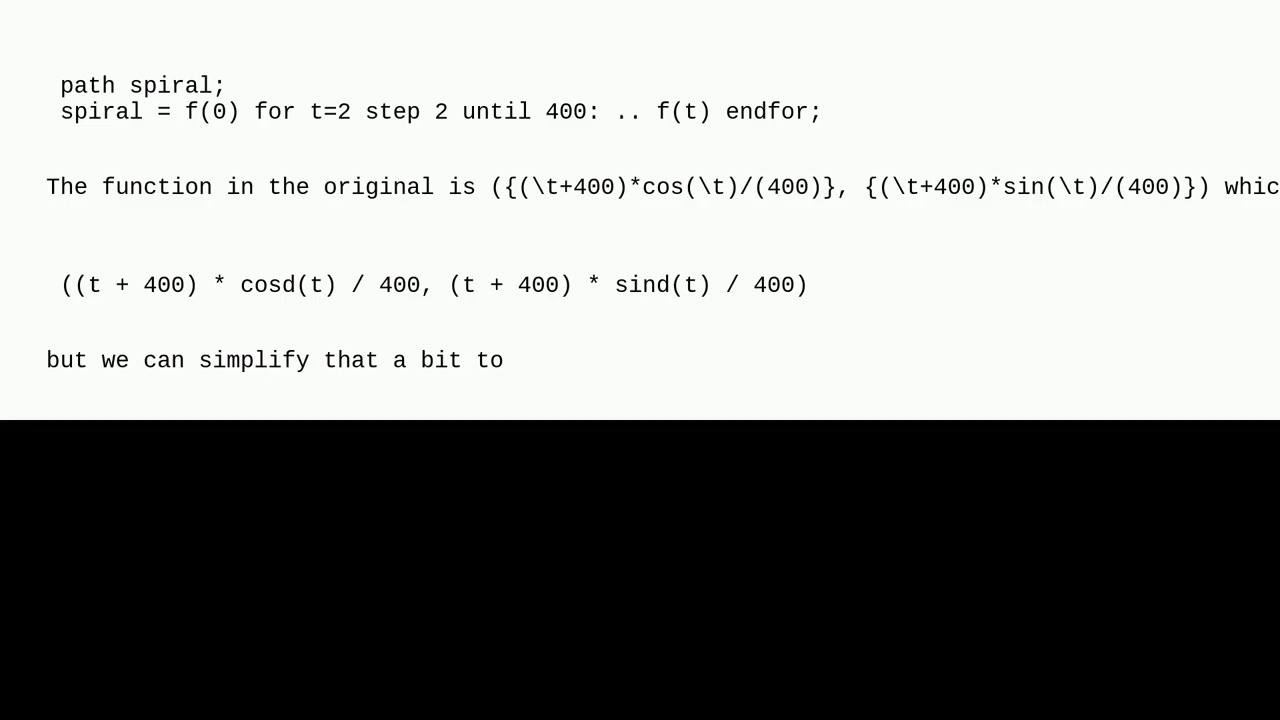 path spiral;
spiral = f(0) for t=2 step 2 until 400: .. f(t) endfor;
The function in the original is ({(\t+400)*cos(\t)/(400)}, {(\t+400)*sin(\t)/(400)})
((t + 400) * cosd(t) / 400, (t + 400) * sind(t) / 400)
but we can simplify that a bit to